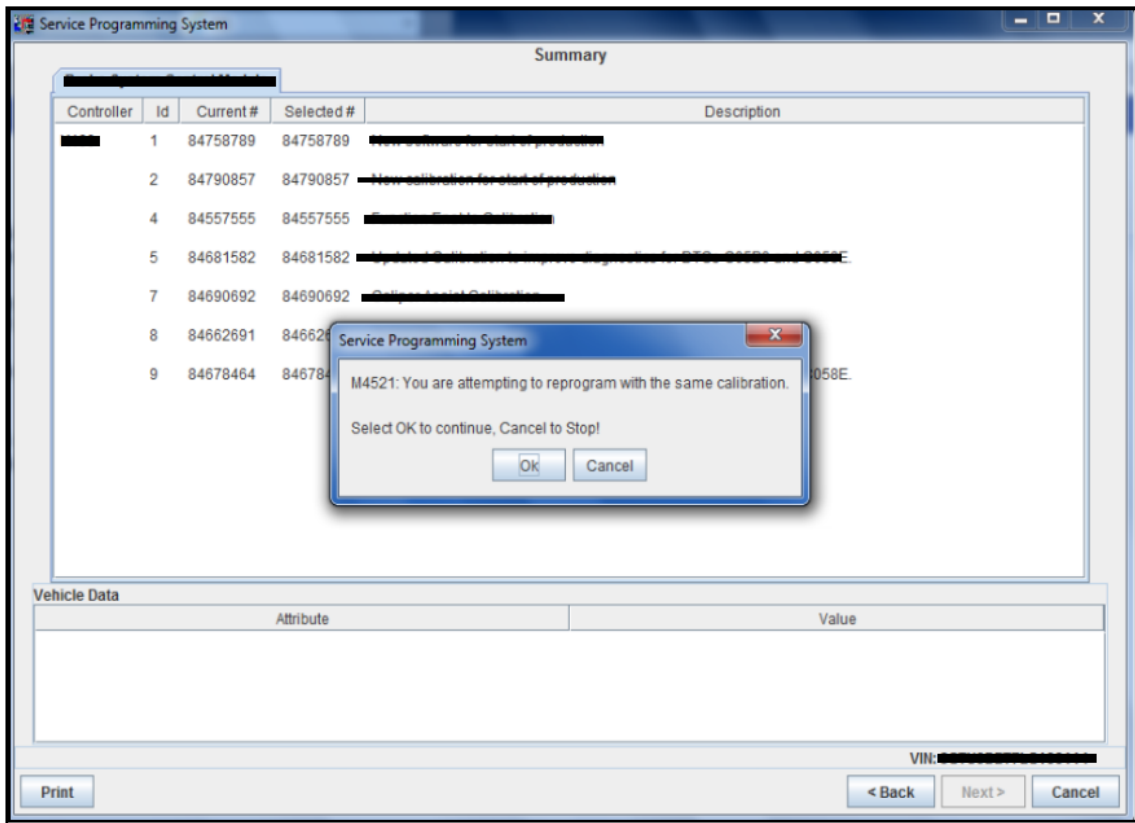 Service Programming System
Summary
Controller Id Current # Selected # Description
1 84758789 84758789
2 84790857 84790857
4 84557555 84557555
5 84681582 84681582 E.
7 84690692 84690692
8 84662691 84662
9 84678464 846784 058E.
Service Programming System
M4521: You are attempting to reprogram with the same calibration.
Select OK to continue, Cancel to Stop!
Ok Cancel
Vehicle Data
Attribute Value
VIN:
Print < Back Next > Cancel